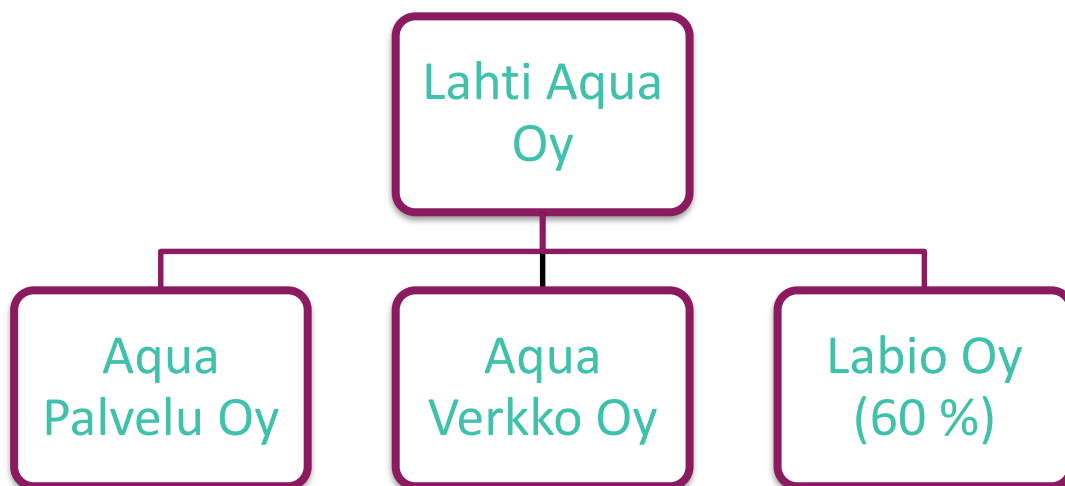 Lahti Aqua
Oy
Aqua
Palvelu Oy
Aqua
Verkko Oy
Labio Oy
(60 %)